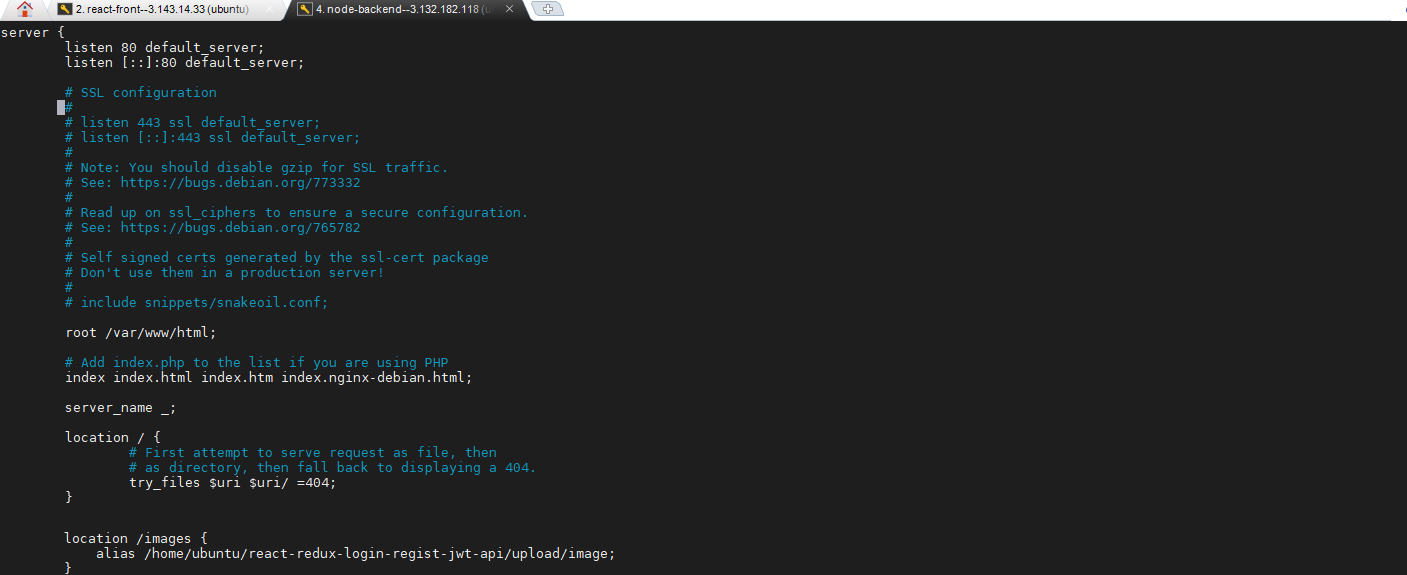 2. react-front--3.143.14.33 (ubuntu)
4. node-backend--3.132.182.118 (u
server {
listen 80 default_server;
listen [::]:80 default_server;
# SSL configuration
#
# listen 443 ssl default_server;
# listen [::]:443 ssl default_server;
#
# Note: You should disable gzip for SSL traffic.
# See: https://bugs.debian.org/773332
#
# Read up on ssl_ciphers to ensure a secure configuration.
# See: https://bugs.debian.org/765782
#
# Self signed certs generated by the ssl-cert package
# Don't use them in a production server!
#
# include snippets/snakeoil.conf;
root /var/www/html;
# Add index.php to the list if you are using PHP
index index.html index.htm index.nginx-debian.html;
server_name _;
location / {
# First attempt to serve request as file, then
# as directory, then fall back to displaying a 404.
try_files $uri $uri/ =404;
}
location /images {
alias /home/ubuntu/react-redux-login-regist-jwt-api/upload/image;
}